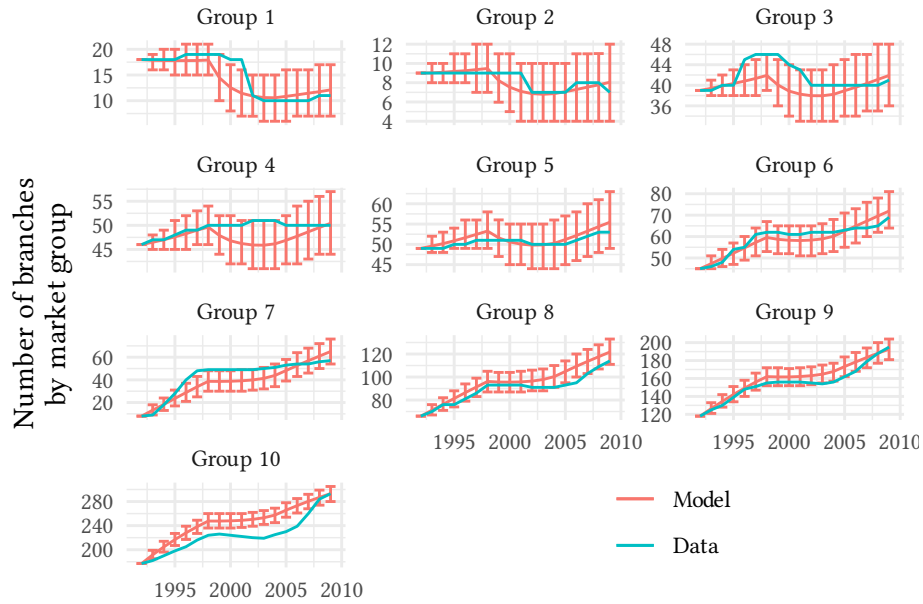 Group 1
Group 2
Group 3
20
15
10
12
10
8
6
4
48
44
40
36
Group 4
Group 5
Group 6
55
50
45
60
55
50
45
80
70
60
50
Group 7
Group 8
Group 9
60
40
20
120
100
80
200
180
160
140
120
1995 2000 2005 2010
1995 2000 2005 2010
Group 10
280
240
200
1995 2000 2005 2010
Number of branches
by market group
Model
Data